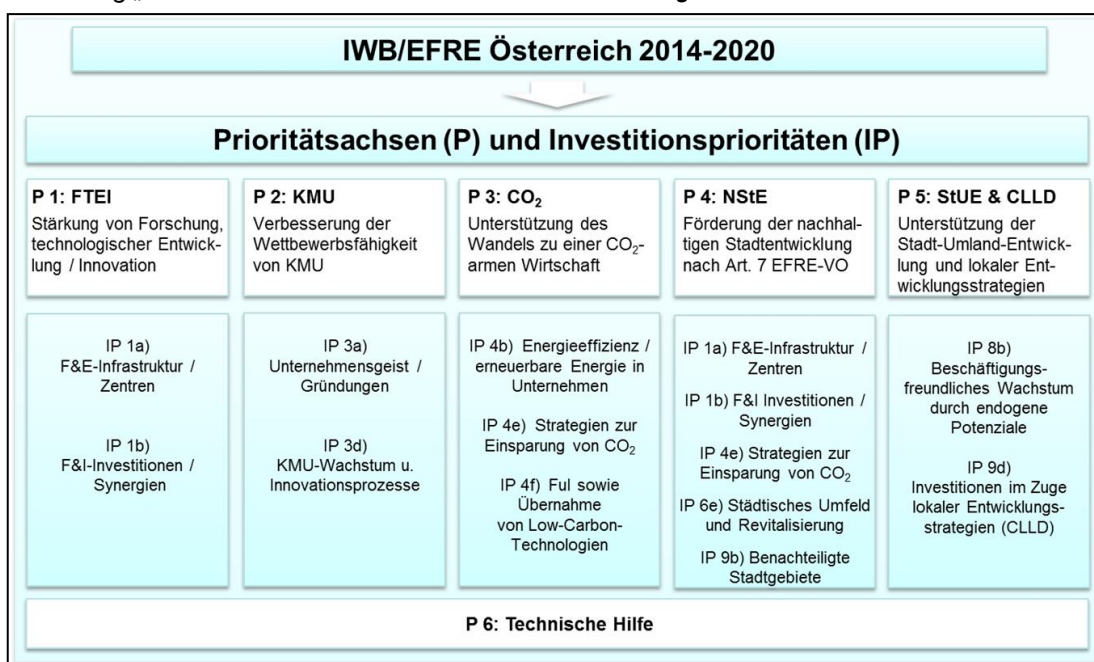 IWB/EFRE Österreich 2014-2020
Prioritätsachsen (P) und Investitionsprioritäten (IP)
P 1: FTEI
Stärkung von Forschung,
technologischer Entwick-
lung / Innovation
P 2: KMU
Verbesserung der
Wettbewerbsfähigkeit
von KMU
P 3: CO₂
Unterstützung des
Wandels zu einer CO₂-
armen Wirtschaft
P 4: NStE
Förderung der nachhal-
tigen Stadtentwicklung
nach Art. 7 EFRE-VO
P 5: StUE & CLLD
Unterstützung der
Stadt-Umland-Entwick-
lung und lokaler Ent-
wicklungsstrategien
IP 1a)
F&E-Infrastruktur /
Zentren
IP 1b)
F&I-Investitionen /
Synergien
IP 3a)
Unternehmensgeist /
Gründungen
IP 3d)
KMU-Wachstum u.
Innovationsprozesse
IP 4b) Energieeffizienz /
erneuerbare Energie in
Unternehmen
IP 4e) Strategien zur
Einsparung von CO₂
IP 4f) FuI sowie
Übernahme
von Low-Carbon-
Technologien
IP 1a) F&E-Infrastruktur /
Zentren
IP 1b) F&I Investitionen /
Synergien
IP 4e) Strategien zur
Einsparung von CO₂
IP 6e) Städtisches Umfeld
und Revitalisierung
IP 9b) Benachteiligte
Stadtgebiete
IP 8b)
Beschäftigungs-
freundliches Wachstum
durch endogene
Potenziale
IP 9d)
Investitionen im Zuge
lokaler Entwicklungs-
strategien (CLLD)
P 6: Technische Hilfe